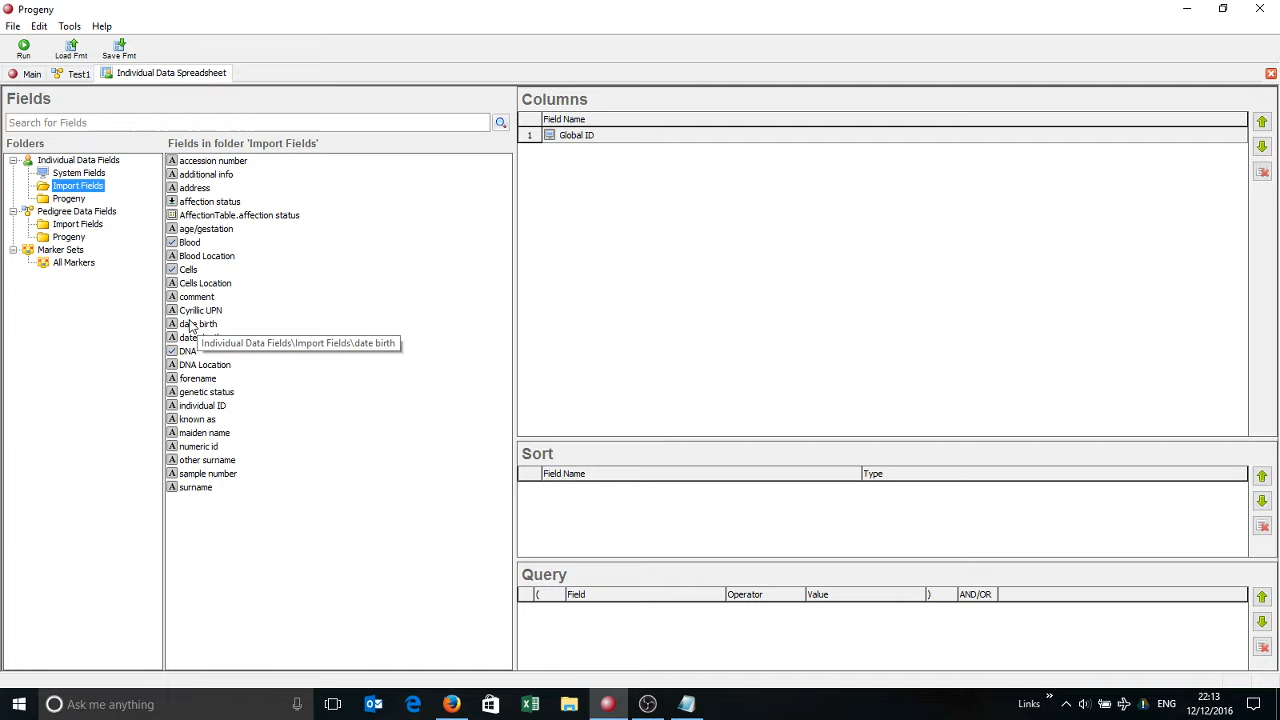 Progeny
File Edit Tools Help
Run Load Fmt Save Fmt
Main Test1 Individual Data Spreadsheet
Fields
Search for Fields
Folders
Individual Data Fields
System Fields
Import Fields
Progeny
Pedigree Data Fields
Import Fields
Progeny
Marker Sets
All Markers
Fields in folder 'Import Fields'
accession number
additional info
address
affection status
AffectionTable.affection status
age/gestation
Blood
Blood Location
Cells
Cells Location
comment
Cyrillic UPN
date birth
Individual Data Fields\Import Fields\date birth
DNA
DNA Location
forename
genetic status
individual ID
known as
maiden name
numeric id
other surname
sample number
surname
Columns
Field Name
1 Global ID
Sort
Field Name Type
Query
( Field Operator Value ) AND/OR
Ask me anything
Links » ENG
22:13
12/12/2016